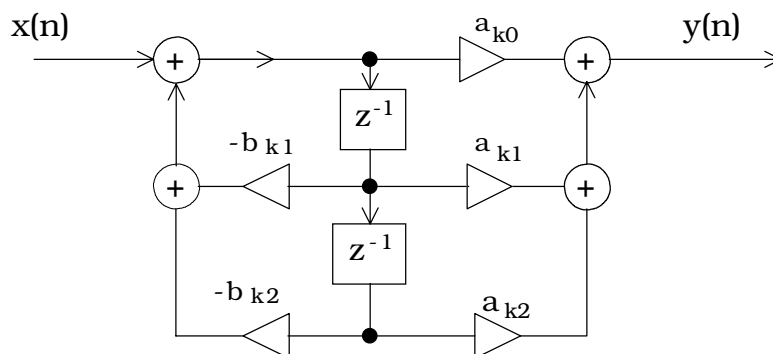 x(n)
a k0
y(n)
+
+
z -1
-b k1
a k1
+
+
z -1
-b k2
a k2